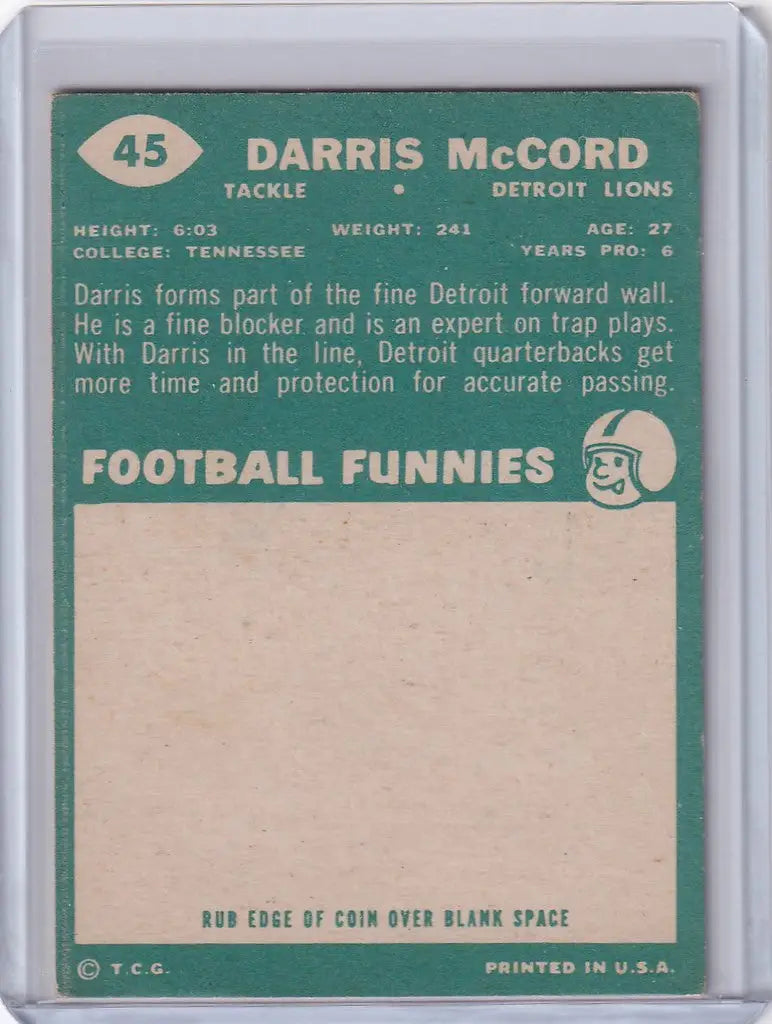 45
DARRIS McCORD
TACKLE • DETROIT LIONS
HEIGHT: 6:03 WEIGHT: 241 AGE: 27
COLLEGE: TENNESSEE YEARS PRO: 6
Darris forms part of the fine Detroit forward wall.
He is a fine blocker and is an expert on trap plays.
With Darris in the line, Detroit quarterbacks get
more time and protection for accurate passing.
FOOTBALL FUNNIES
RUB EDGE OF COIN OVER BLANK SPACE
© T.C.G. PRINTED IN U.S.A.